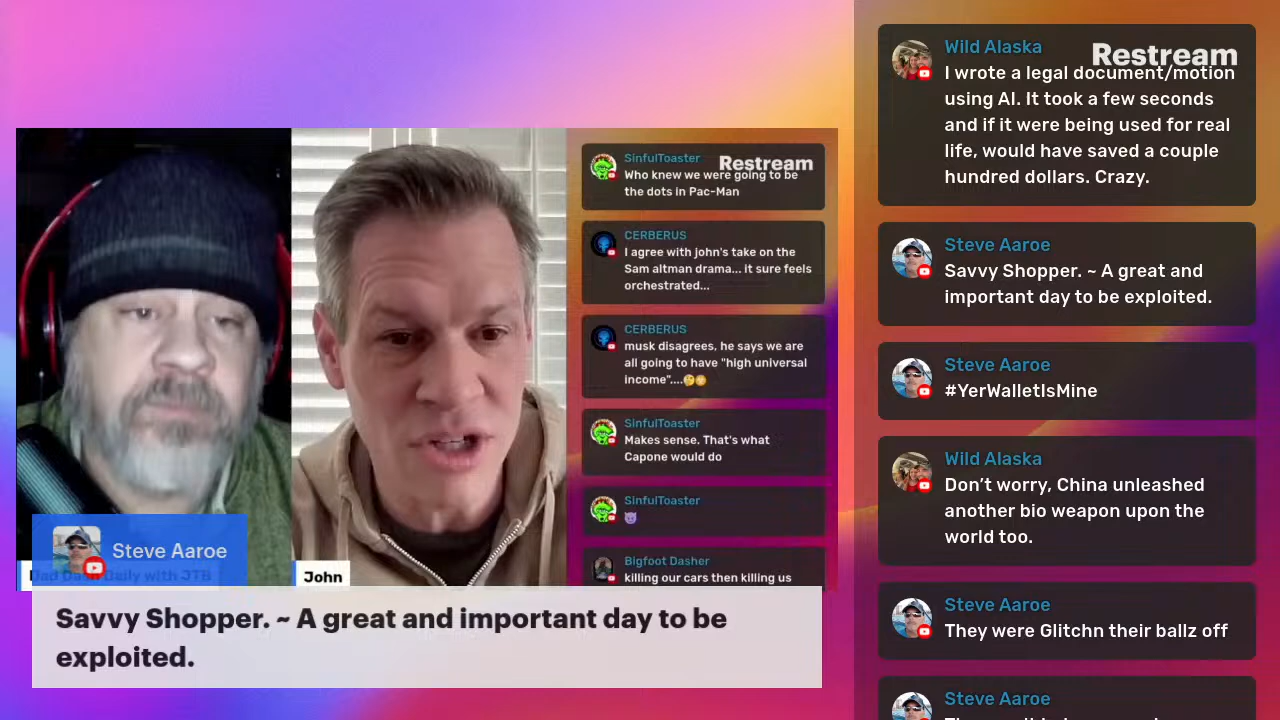 SinfulToaster
Restream
Who knew we were going to be
the dots in Pac-Man
CERBERUS
I agree with john's take on the
Sam altman drama... it sure feels
orchestrated...
CERBERUS
musk disagrees, he says we are
all going to have "high universal
income"....🤔🥴
SinfulToaster
Makes sense. That's what
Capone would do
SinfulToaster
😈
Bigfoot Dasher
killing our cars then killing us
Dad Dash Daily with JTB
John
Steve Aaroe
Savvy Shopper. ~ A great and important day to be
exploited.
Wild Alaska
Restream
I wrote a legal document/motion
using AI. It took a few seconds
and if it were being used for real
life, would have saved a couple
hundred dollars. Crazy.
Steve Aaroe
Savvy Shopper. ~ A great and
important day to be exploited.
Steve Aaroe
#YerWalletIsMine
Wild Alaska
Don’t worry, China unleashed
another bio weapon upon the
world too.
Steve Aaroe
They were Glitchn their ballz off
Steve Aaroe